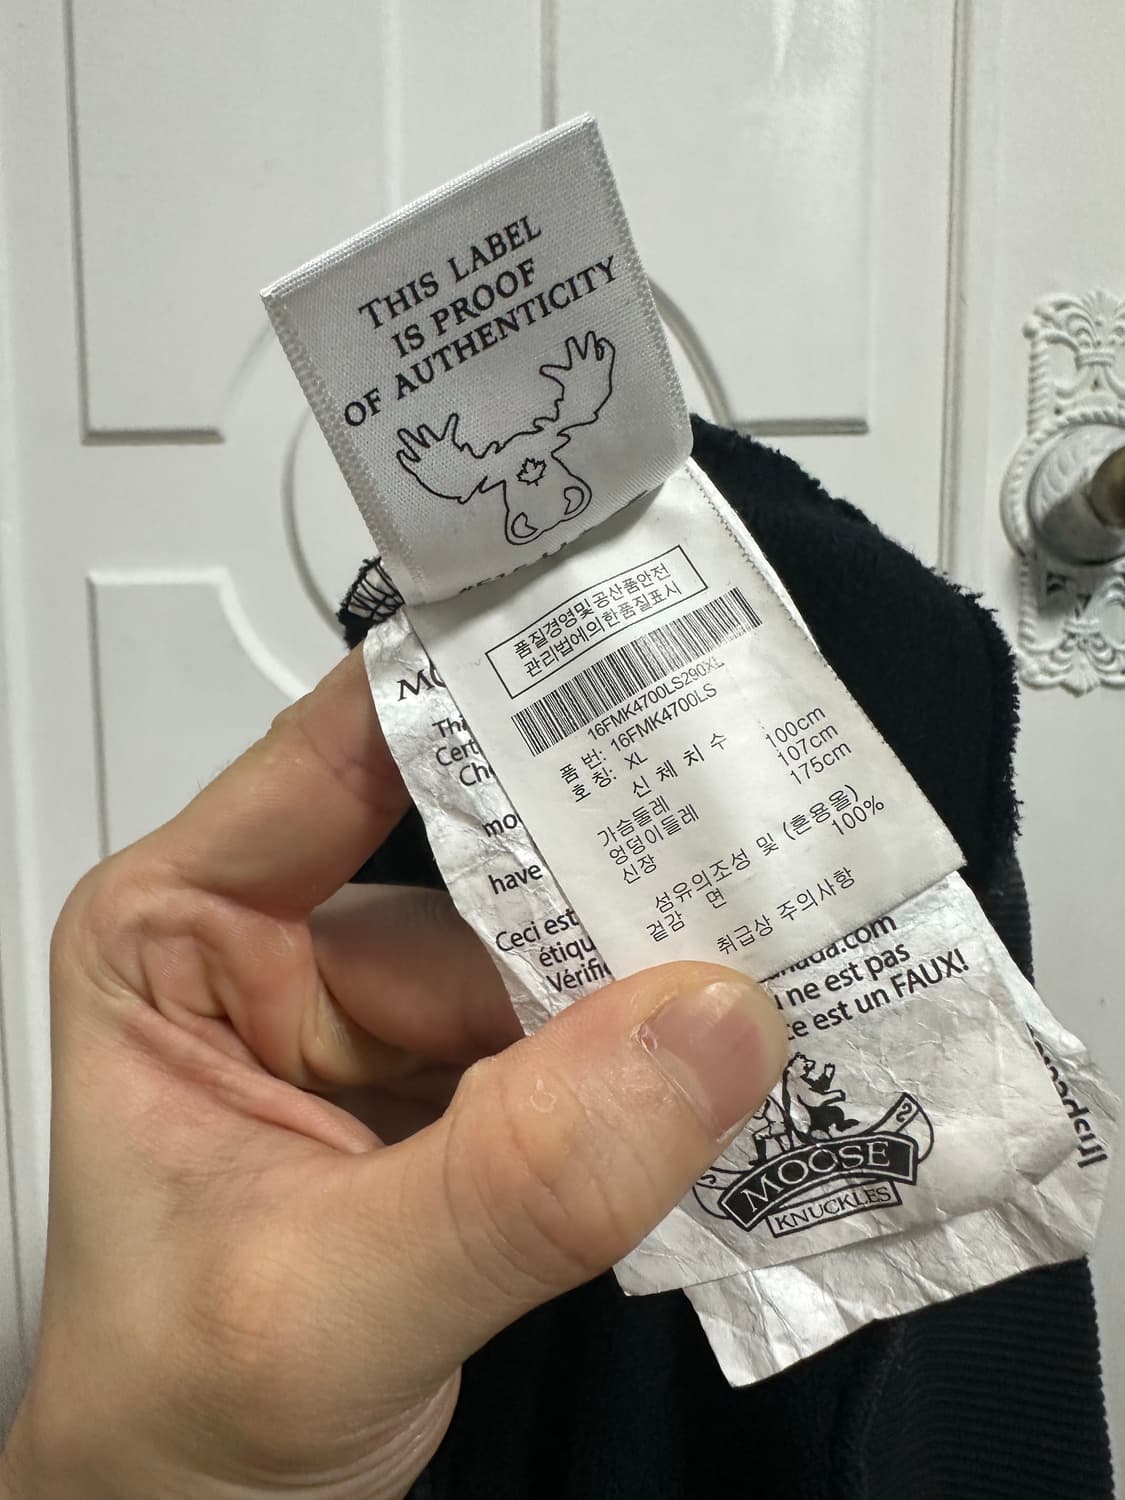 THIS LABEL
IS PROOF
OF AUTHENTICITY
품질경영및공산품안전
관리법에의한품질표시
16FMK4700LS290XL
품 번: 16FMK4700LS
호 칭: XL
신 체 치 수
가슴둘레 100cm
엉덩이둘레 107cm
신장 175cm
섬유의조성 및 (혼용율)
겉감 면 100%
취급상 주의사항
have
Ceci est
ne est pas
est un FAUX!
MOOSE
KNUCKLES